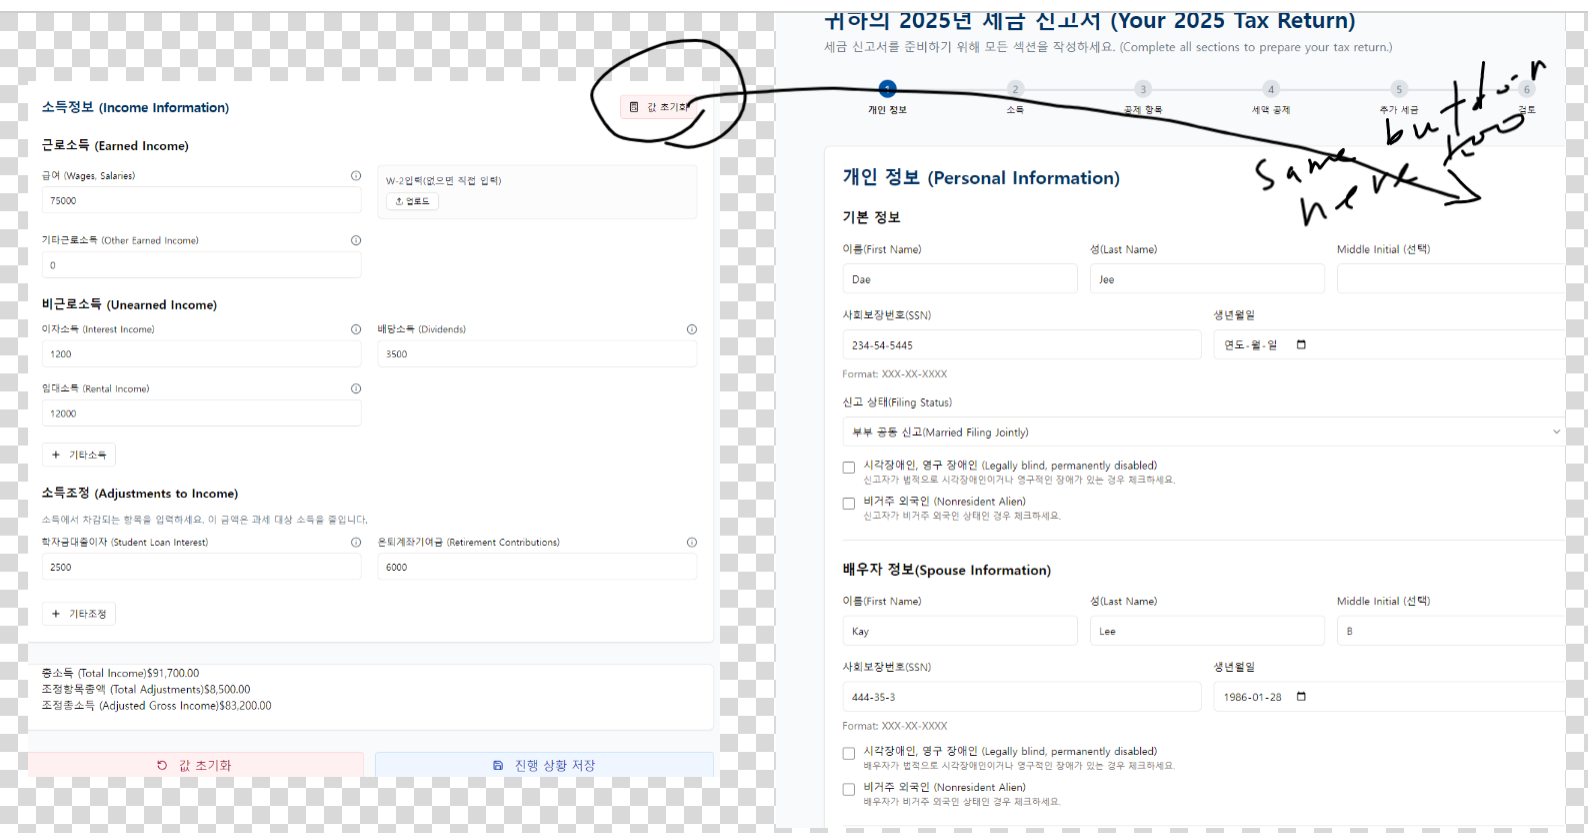 소득정보 (Income Information)
값 초기화
근로소득 (Earned Income)
급여 (Wages, Salaries)
75000
W-2입력(없으면 직접 입력)
업로드
기타근로소득 (Other Earned Income)
0
비근로소득 (Unearned Income)
이자소득 (Interest Income)
1200
배당소득 (Dividends)
3500
임대소득 (Rental Income)
12000
+ 기타소득
소득조정 (Adjustments to Income)
소득에서 차감되는 항목을 입력하세요. 이 금액은 과세 대상 소득을 줄입니다.
학자금대출이자 (Student Loan Interest)
2500
은퇴계좌기여금 (Retirement Contributions)
6000
+ 기타조정
총소득 (Total Income)$91,700.00
조정항목총액 (Total Adjustments)$8,500.00
조정총소득 (Adjusted Gross Income)$83,200.00
값 초기화
진행 상황 저장
귀하의 2025년 세금 신고서 (Your 2025 Tax Return)
세금 신고서를 준비하기 위해 모든 섹션을 작성하세요. (Complete all sections to prepare your tax return.)
1
2
3
4
5
6
개인 정보
소득
공제 항목
세액 공제
추가 세금
검토
same button
here too
개인 정보 (Personal Information)
기본 정보
이름(First Name)
성(Last Name)
Middle Initial (선택)
Dae
Jee
사회보장번호(SSN)
생년월일
234-54-5445
연도-월-일
Format: XXX-XX-XXXX
신고 상태(Filing Status)
부부 공동 신고(Married Filing Jointly)
시각장애인, 영구 장애인 (Legally blind, permanently disabled)
신고자가 법적으로 시각장애인이거나 영구적인 장애가 있는 경우 체크하세요.
비거주 외국인 (Nonresident Alien)
신고자가 비거주 외국인 상태인 경우 체크하세요.
배우자 정보(Spouse Information)
이름(First Name)
성(Last Name)
Middle Initial (선택)
Kay
Lee
B
사회보장번호(SSN)
생년월일
444-35-3
1986-01-28
Format: XXX-XX-XXXX
시각장애인, 영구 장애인 (Legally blind, permanently disabled)
배우자가 법적으로 시각장애인이거나 영구적인 장애가 있는 경우 체크하세요.
비거주 외국인 (Nonresident Alien)
배우자가 비거주 외국인 상태인 경우 체크하세요.